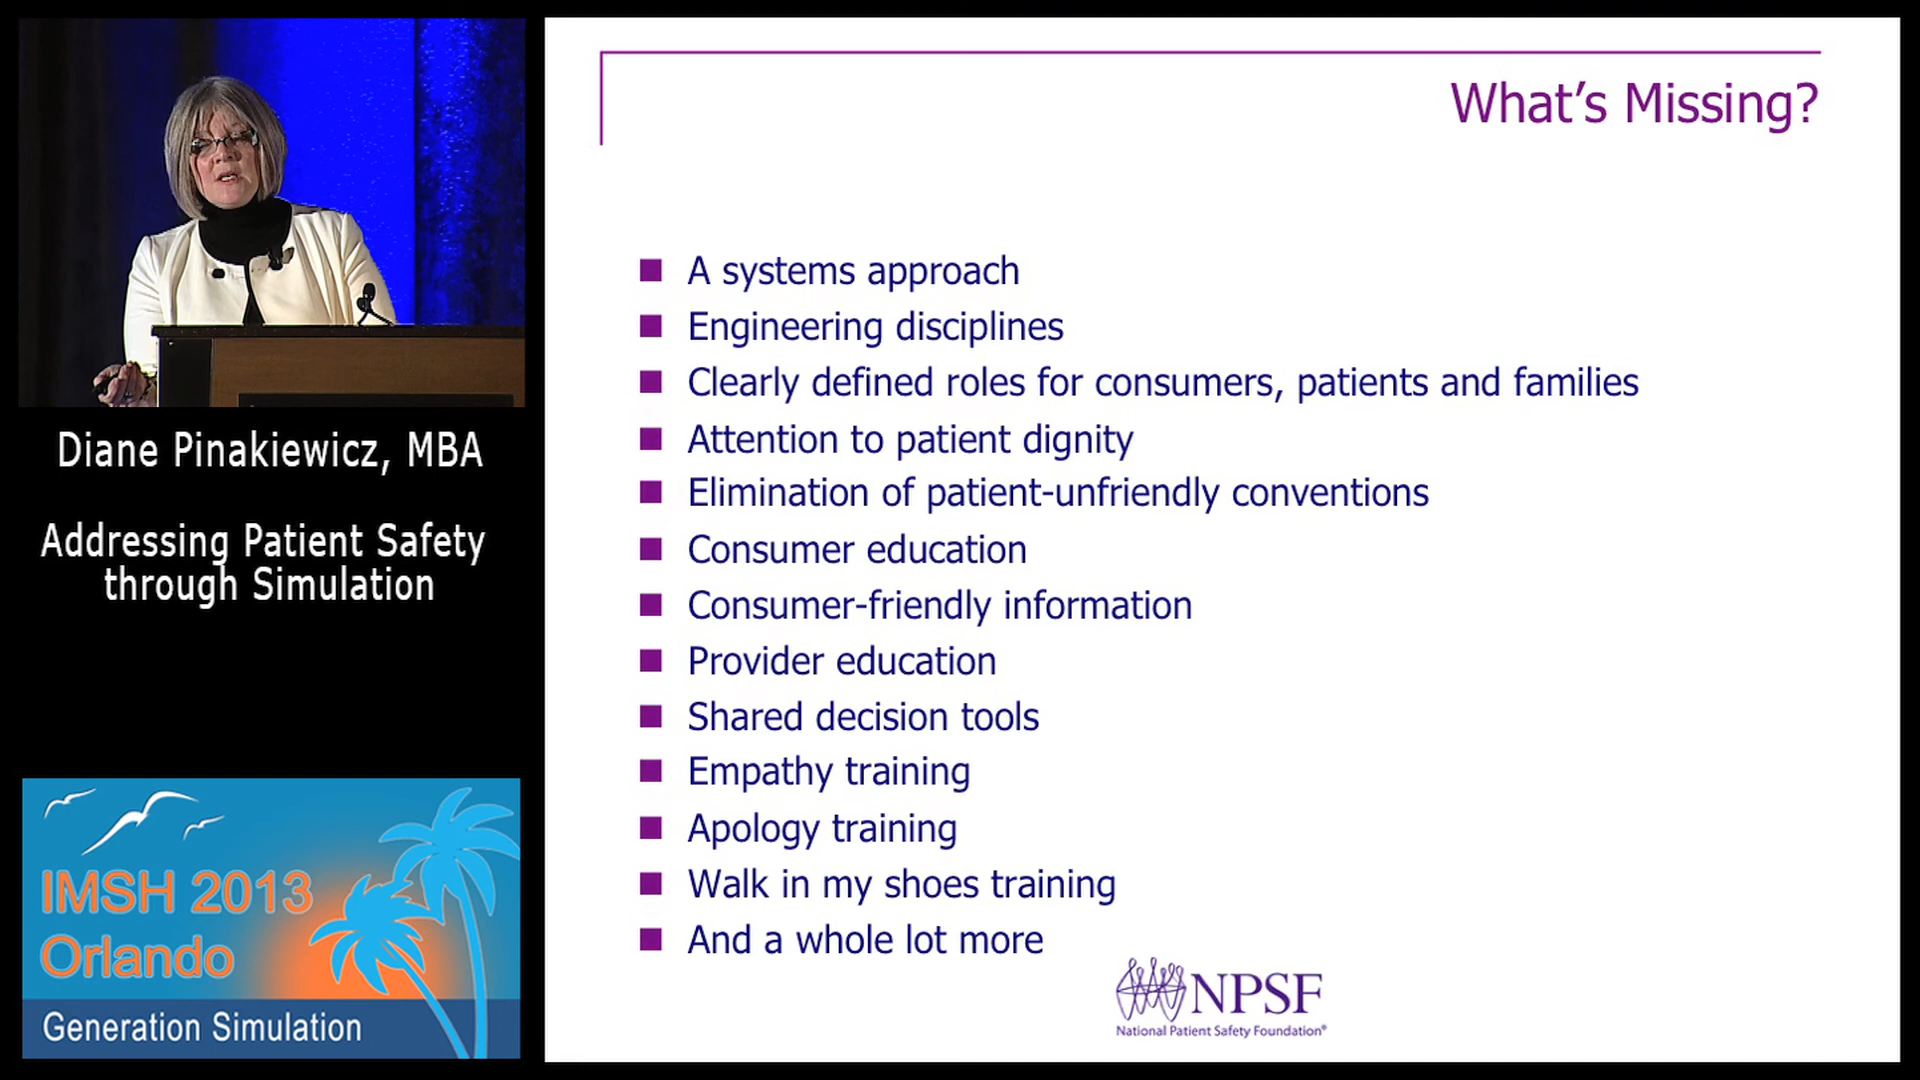 Diane Pinakiewicz, MBA
Addressing Patient Safety
through Simulation
IMSH 2013
Orlando
Generation Simulation
What's Missing?
■ A systems approach
■ Engineering disciplines
■ Clearly defined roles for consumers, patients and families
■ Attention to patient dignity
■ Elimination of patient-unfriendly conventions
■ Consumer education
■ Consumer-friendly information
■ Provider education
■ Shared decision tools
■ Empathy training
■ Apology training
■ Walk in my shoes training
■ And a whole lot more
NPSF
National Patient Safety Foundation®